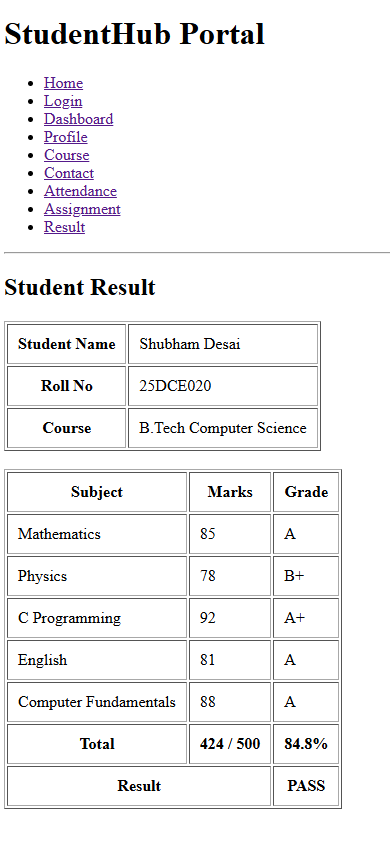 StudentHub Portal
Home
Login
Dashboard
Profile
Course
Contact
Attendance
Assignment
Result
Student Result
Student Name Shubham Desai
Roll No 25DCE020
Course B.Tech Computer Science
Subject Marks Grade
Mathematics 85 A
Physics 78 B+
C Programming 92 A+
English 81 A
Computer Fundamentals 88 A
Total 424 / 500 84.8%
Result PASS